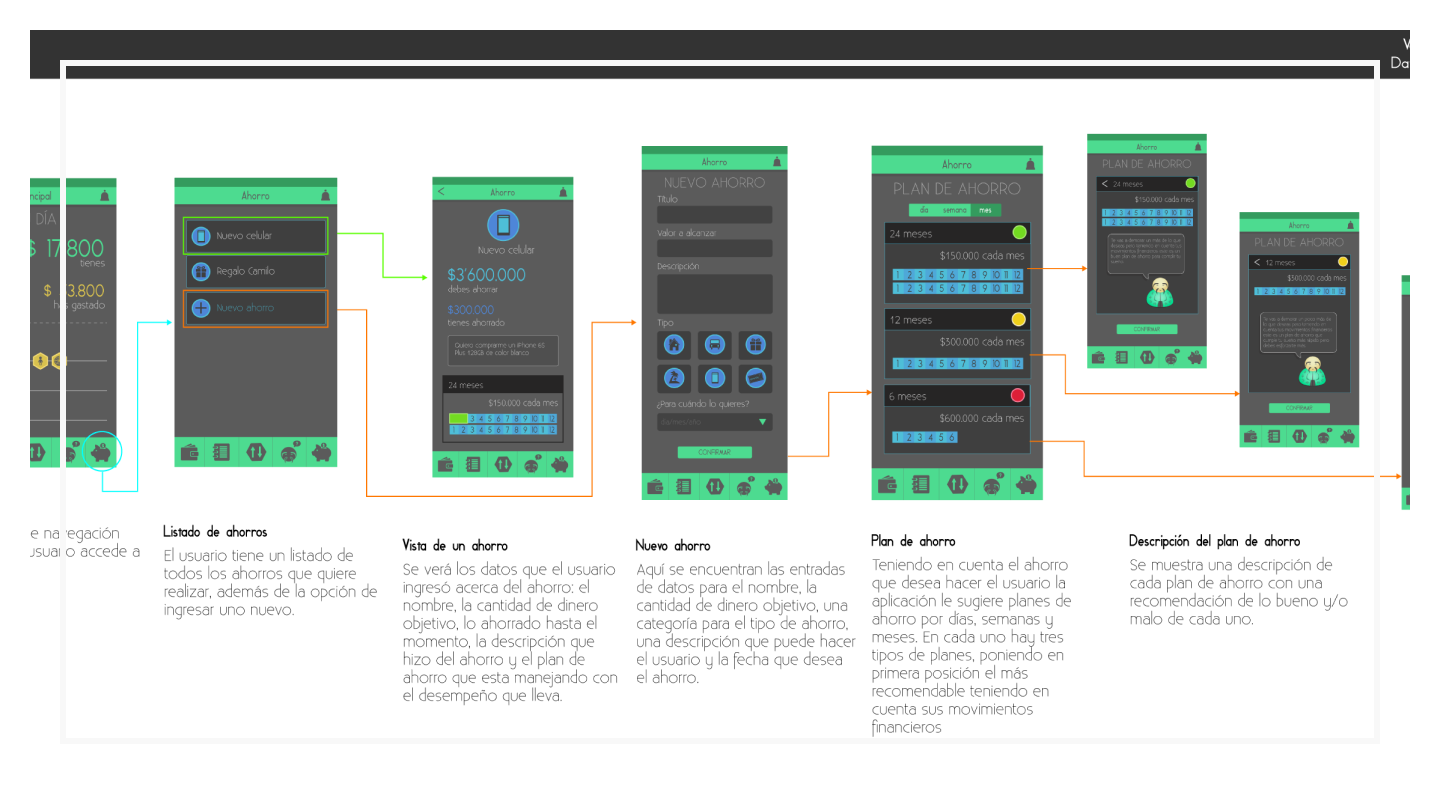 V
Da
ncipal
DÍA
$ 17.800
tienes
$ 53.800
has gastado
e navegación
usuario accede a
Ahorro
Nuevo celular
Regalo Camilo
Nuevo ahorro
Listado de ahorros
El usuario tiene un listado de
todos los ahorros que quiere
realizar, además de la opción de
ingresar uno nuevo.
< Ahorro
Nuevo celular
$3'600.000
debes ahorrar
$300.000
tienes ahorrado
Quiero comprarme un iPhone 6S
Plus 128GB de color blanco
24 meses
$150.000 cada mes
3 4 5 6 7 8 9 10 11 12
1 2 3 4 5 6 7 8 9 10 11 12
Vista de un ahorro
Se verá los datos que el usuario
ingresó acerca del ahorro: el
nombre, la cantidad de dinero
objetivo, lo ahorrado hasta el
momento, la descripción que
hizo del ahorro y el plan de
ahorro que esta manejando con
el desempeño que lleva.
Ahorro
NUEVO AHORRO
Título
Valor a alcanzar
Descripción
Tipo
¿Para cuándo lo quieres?
CONFIRMAR
Nuevo ahorro
Aquí se encuentran las entradas
de datos para el nombre, la
cantidad de dinero objetivo, una
categoría para el tipo de ahorro,
una descripción que puede hacer
el usuario y la fecha que desea
el ahorro.
Ahorro
PLAN DE AHORRO
día semana mes
24 meses
$150.000 cada mes
1 2 3 4 5 6 7 8 9 10 11 12
1 2 3 4 5 6 7 8 9 10 11 12
12 meses
$300.000 cada mes
1 2 3 4 5 6 7 8 9 10 11 12
6 meses
$600.000 cada mes
1 2 3 4 5 6
Plan de ahorro
Teniendo en cuenta el ahorro
que desea hacer el usuario la
aplicación le sugiere planes de
ahorro por días, semanas y
meses. En cada uno hay tres
tipos de planes, poniendo en
primera posición el más
recomendable teniendo en
cuenta sus movimientos
financieros
Ahorro
PLAN DE AHORRO
< 24 meses
$150.000 cada mes
1 2 3 4 5 6 7 8 9 10 11 12
1 2 3 4 5 6 7 8 9 10 11 12
CONFIRMAR
Ahorro
PLAN DE AHORRO
< 12 meses
$300.000 cada mes
1 2 3 4 5 6 7 8 9 10 11 12
CONFIRMAR
Descripción del plan de ahorro
Se muestra una descripción de
cada plan de ahorro con una
recomendación de lo bueno y/o
malo de cada uno.